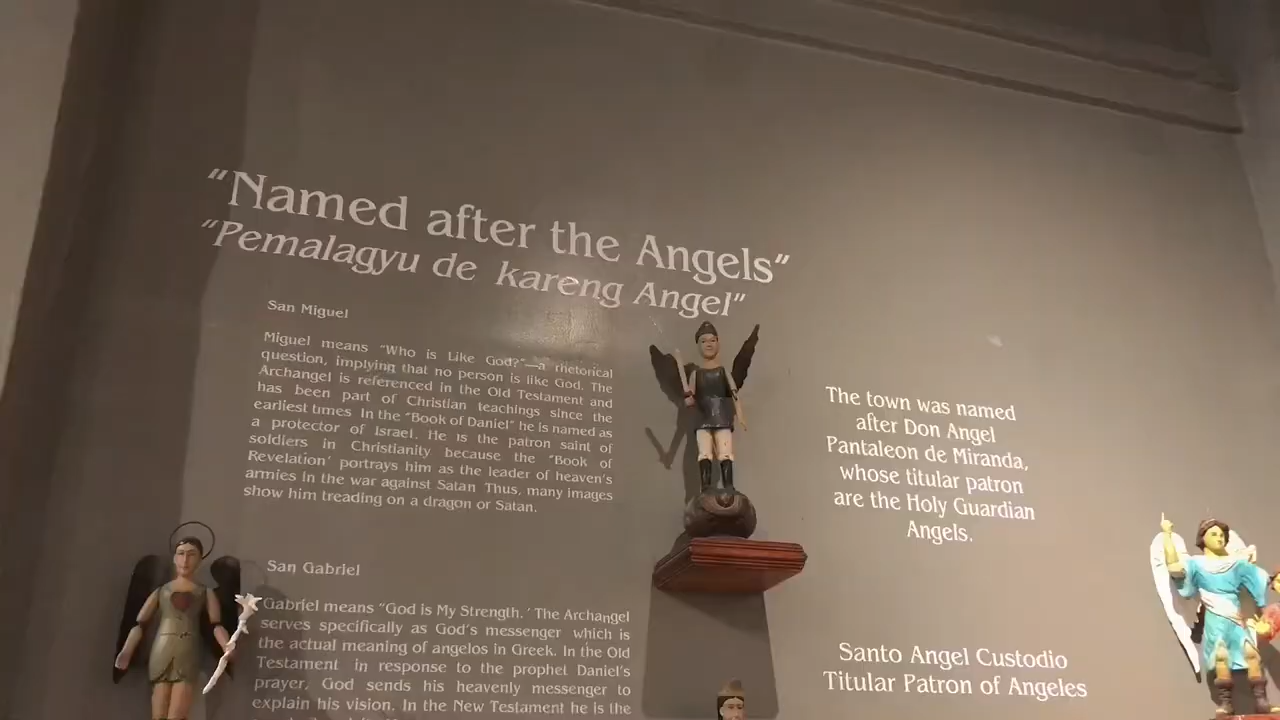 “Named after the Angels”
“Pemalagyu de kareng Angel”
San Miguel
Miguel means “Who is Like God?”—a rhetorical
question, implying that no person is like God. The
Archangel is referenced in the Old Testament and
has been part of Christian teachings since the
earliest times. In the “Book of Daniel” he is named as
a protector of Israel. He is the patron saint of
soldiers in Christianity because the “Book of
Revelation’ portrays him as the leader of heaven’s
armies in the war against Satan. Thus, many images
show him treading on a dragon or Satan.
San Gabriel
Gabriel means “God is My Strength.’ The Archangel
serves specifically as God’s messenger which is
the actual meaning of angelos in Greek. In the Old
Testament in response to the prophet Daniel’s
prayer, God sends his heavenly messenger to
explain his vision. In the New Testament he is the
The town was named
after Don Angel
Pantaleon de Miranda,
whose titular patron
are the Holy Guardian
Angels.
Santo Angel Custodio
Titular Patron of Angeles